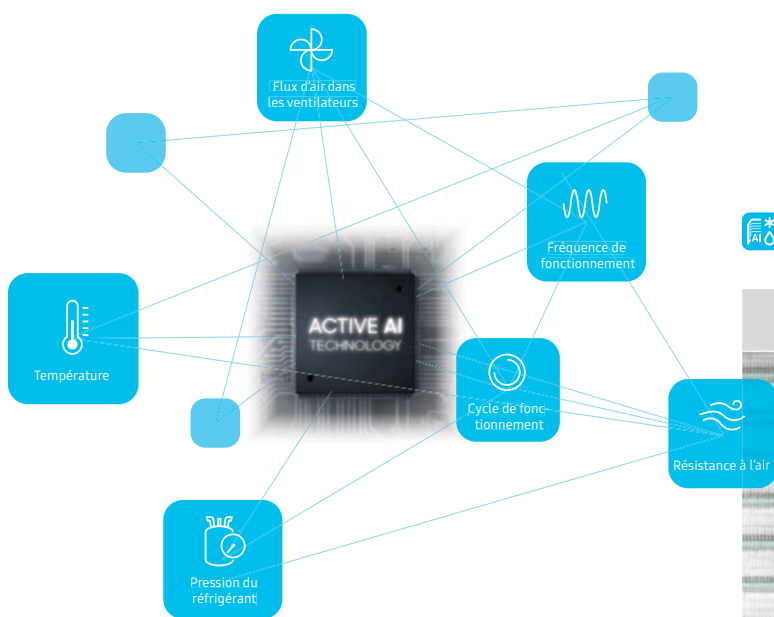 Flux d'air dans
les ventilateurs
Fréquence de
fonctionnement
AI
ACTIVE AI
TECHNOLOGY
Température
Cycle de fonc
tionnement
Résistance à l'air
Pression du
réfrigérant